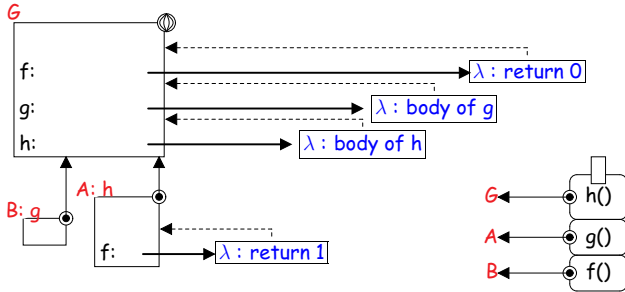 G
f:
λ : return 0
g:
λ : body of g
h:
λ : body of h
B: g
A: h
f:
λ : return 1
G
h()
A
g()
B
f()